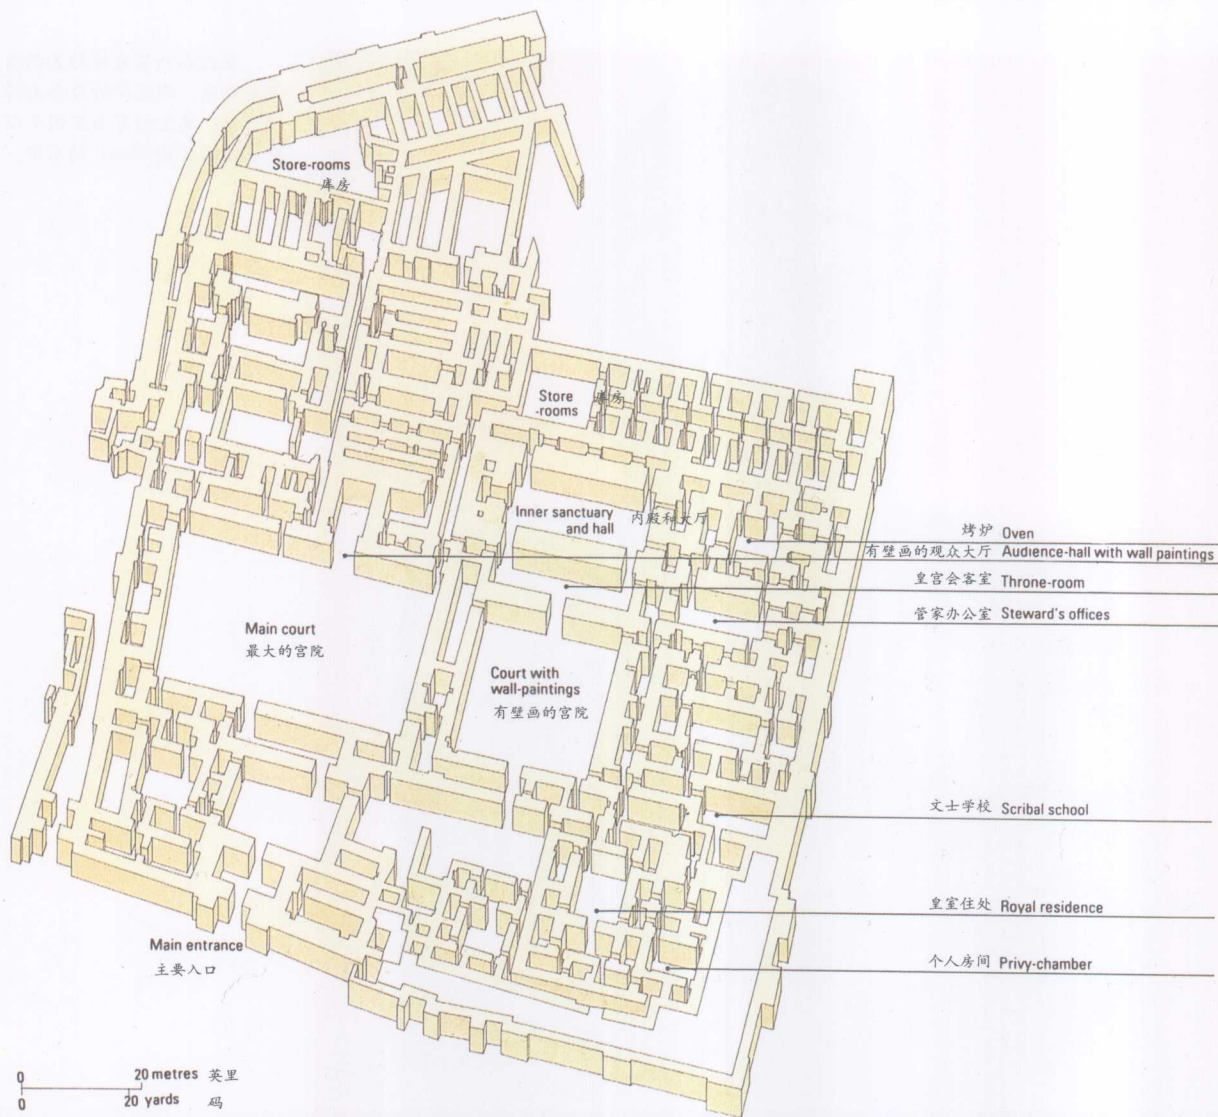 Store-rooms
库房
Store
-rooms
库房
Inner sanctuary
and hall
内殿和大厅
烤炉 Oven
有壁画的观众大厅 Audience-hall with wall paintings
皇宫会客室 Throne-room
管家办公室 Steward's offices
Main court
最大的宫院
Court with
wall-paintings
有壁画的宫院
文士学校 Scribal school
皇室住处 Royal residence
Main entrance
主要入口
个人房间 Privy-chamber
0 20 metres 英里
0 20 yards 码